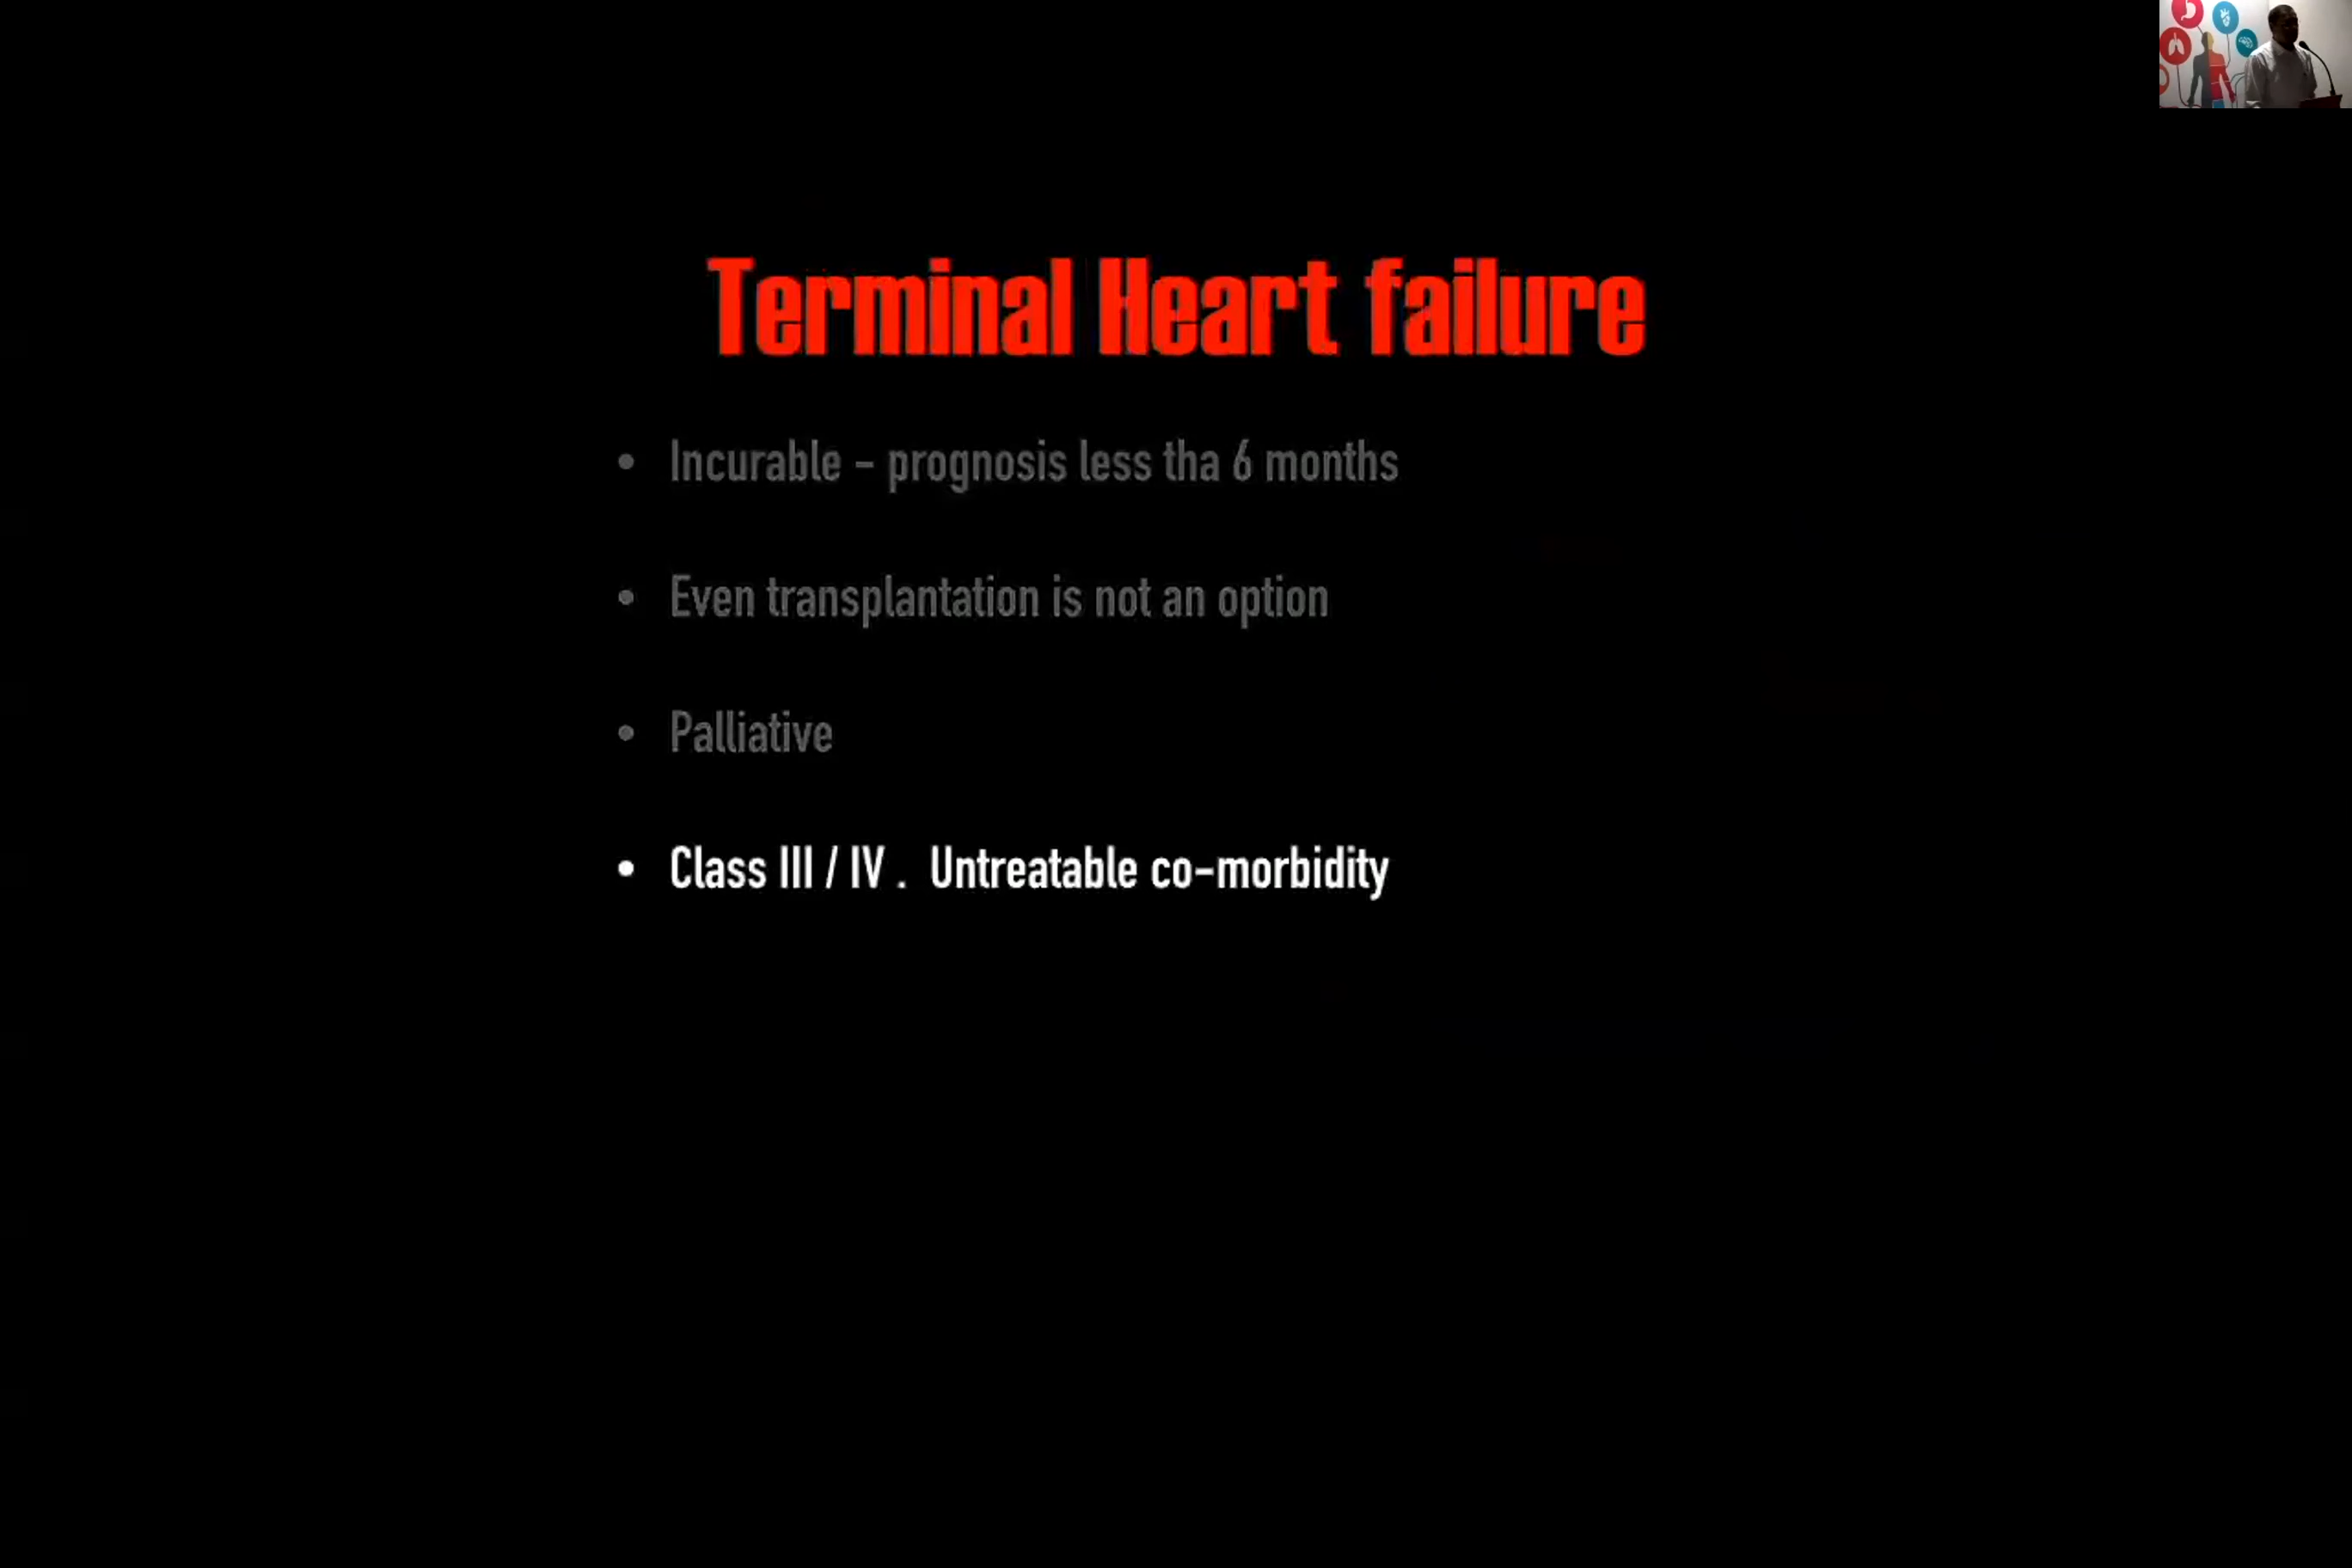 Terminal Heart failure
• Incurable - prognosis less tha 6 months
• Even transplantation is not an option
• Palliative
• Class III / IV . Untreatable co-morbidity